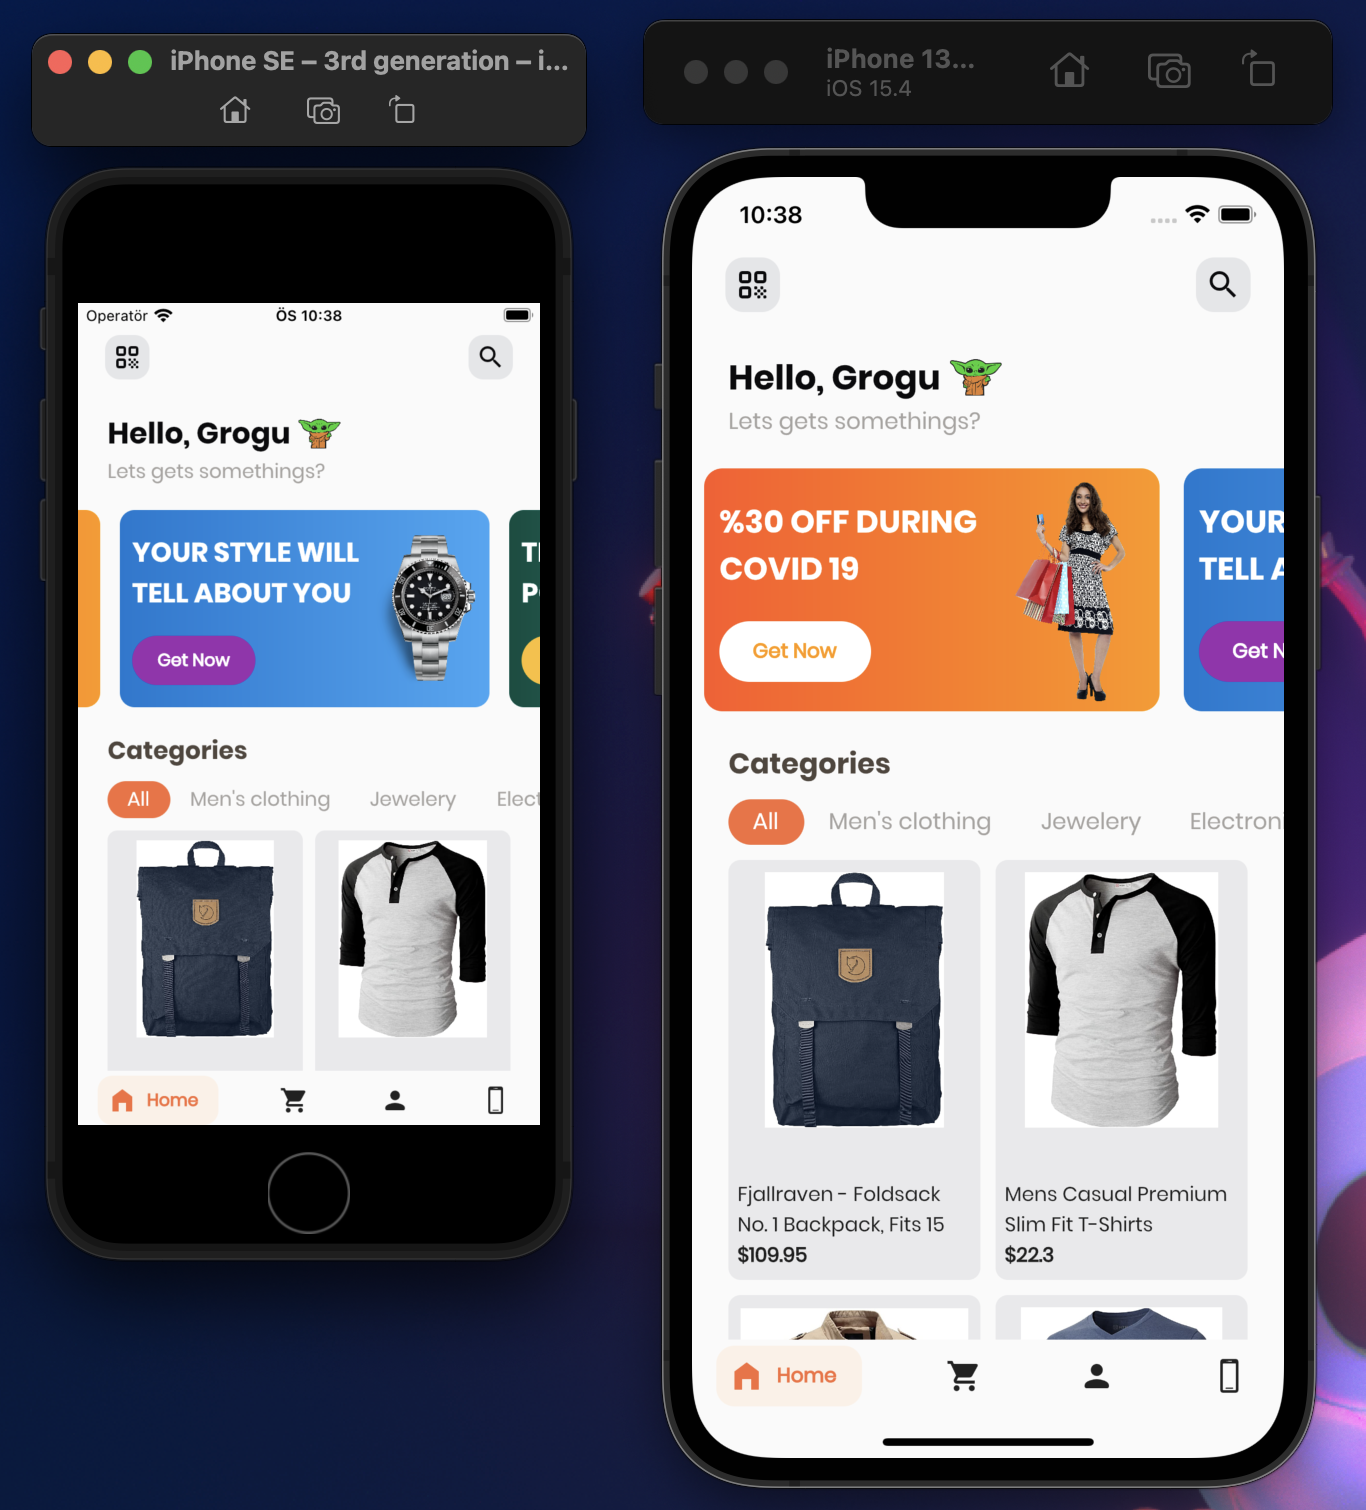 iPhone SE – 3rd generation – i...
Operatör
ÖS 10:38
Hello, Grogu
Lets gets somethings?
YOUR STYLE WILL
TELL ABOUT YOU
Get Now
Categories
All
Men's clothing
Jewelery
Elect
Home
iPhone 13...
iOS 15.4
10:38
Hello, Grogu
Lets gets somethings?
%30 OFF DURING
COVID 19
Get Now
YOUR
TELL A
Get N
Categories
All
Men's clothing
Jewelery
Electroni
Fjallraven - Foldsack
No. 1 Backpack, Fits 15
$109.95
Mens Casual Premium
Slim Fit T-Shirts
$22.3
Home